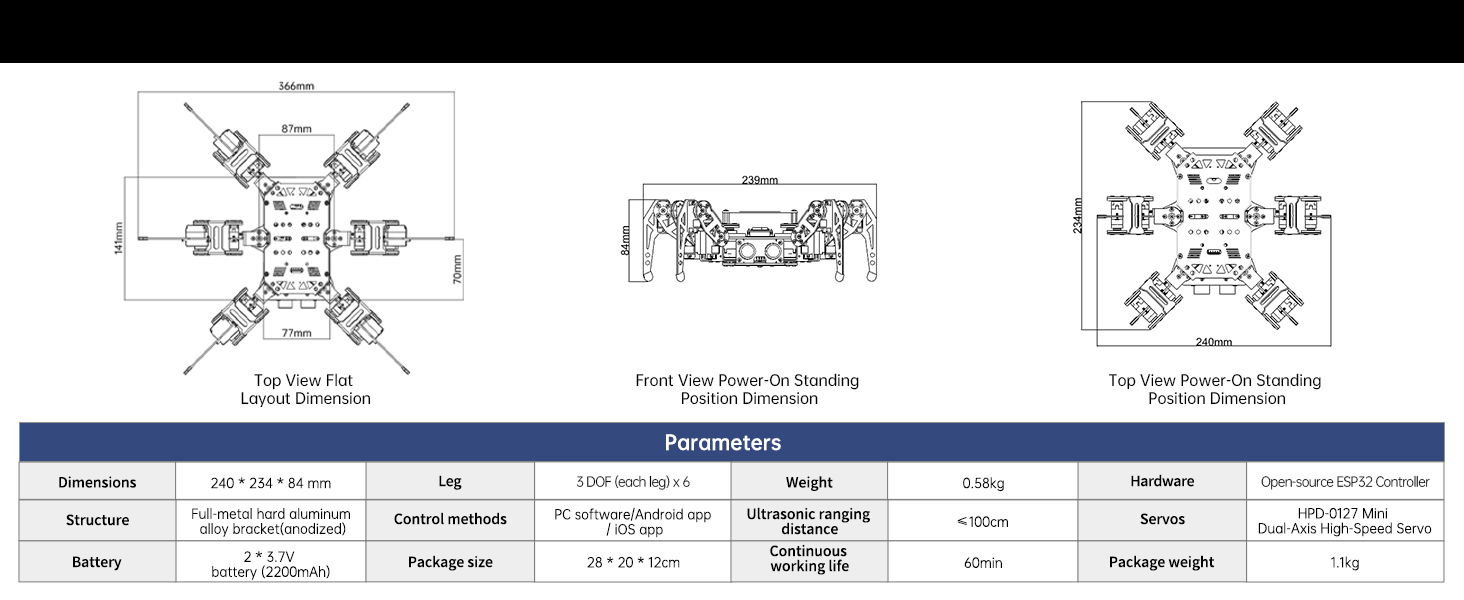 366mm
87mm
141mm
70mm
77mm
Top View Flat
Layout Dimension
239mm
84mm
Front View Power-On Standing
Position Dimension
234mm
240mm
Top View Power-On Standing
Position Dimension
Parameters
Dimensions
240 * 234 * 84 mm
Leg
3 DOF (each leg) x 6
Weight
0.58kg
Hardware
Open-source ESP32 Controller
Structure
Full-metal hard aluminum
alloy bracket(anodized)
Control methods
PC software/Android app
/ iOS app
Ultrasonic ranging
distance
≤100cm
Servos
HPD-0127 Mini
Dual-Axis High-Speed Servo
Battery
2 * 3.7V
battery (2200mAh)
Package size
28 * 20 * 12cm
Continuous
working life
60min
Package weight
1.1kg